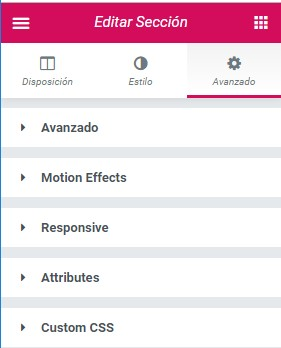 Editar Sección
Disposición Estilo Avanzado
Avanzado
Motion Effects
Responsive
Attributes
Custom CSS